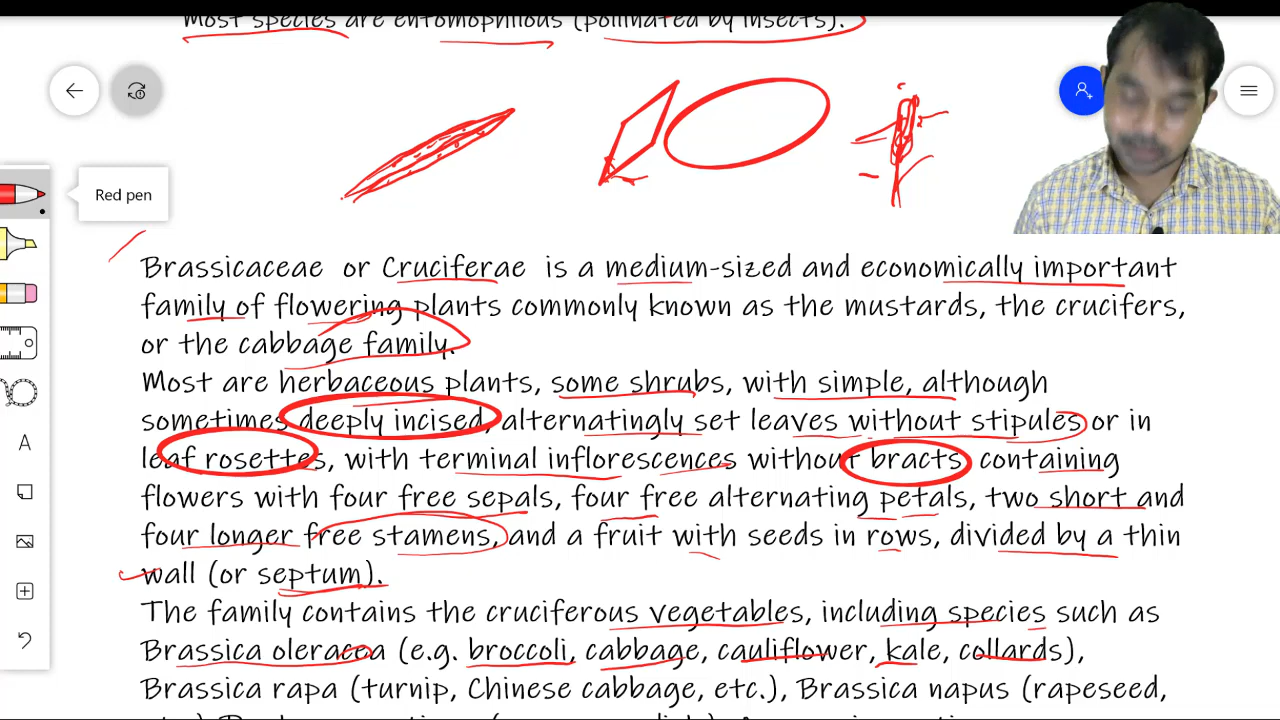 Most species are entomophilous (pollinated by insects).
Red pen
Brassicaceae or Cruciferae is a medium-sized and economically important
family of flowering plants commonly known as the mustards, the crucifers,
or the cabbage family.
Most are herbaceous plants, some shrubs, with simple, although
sometimes deeply incised, alternatingly set leaves without stipules or in
leaf rosettes, with terminal inflorescences without bracts, containing
flowers with four free sepals, four free alternating petals, two short and
four longer free stamens, and a fruit with seeds in rows, divided by a thin
wall (or septum).
The family contains the cruciferous vegetables, including species such as
Brassica oleracea (e.g. broccoli, cabbage, cauliflower, kale, collards),
Brassica rapa (turnip, Chinese cabbage, etc.), Brassica napus (rapeseed,